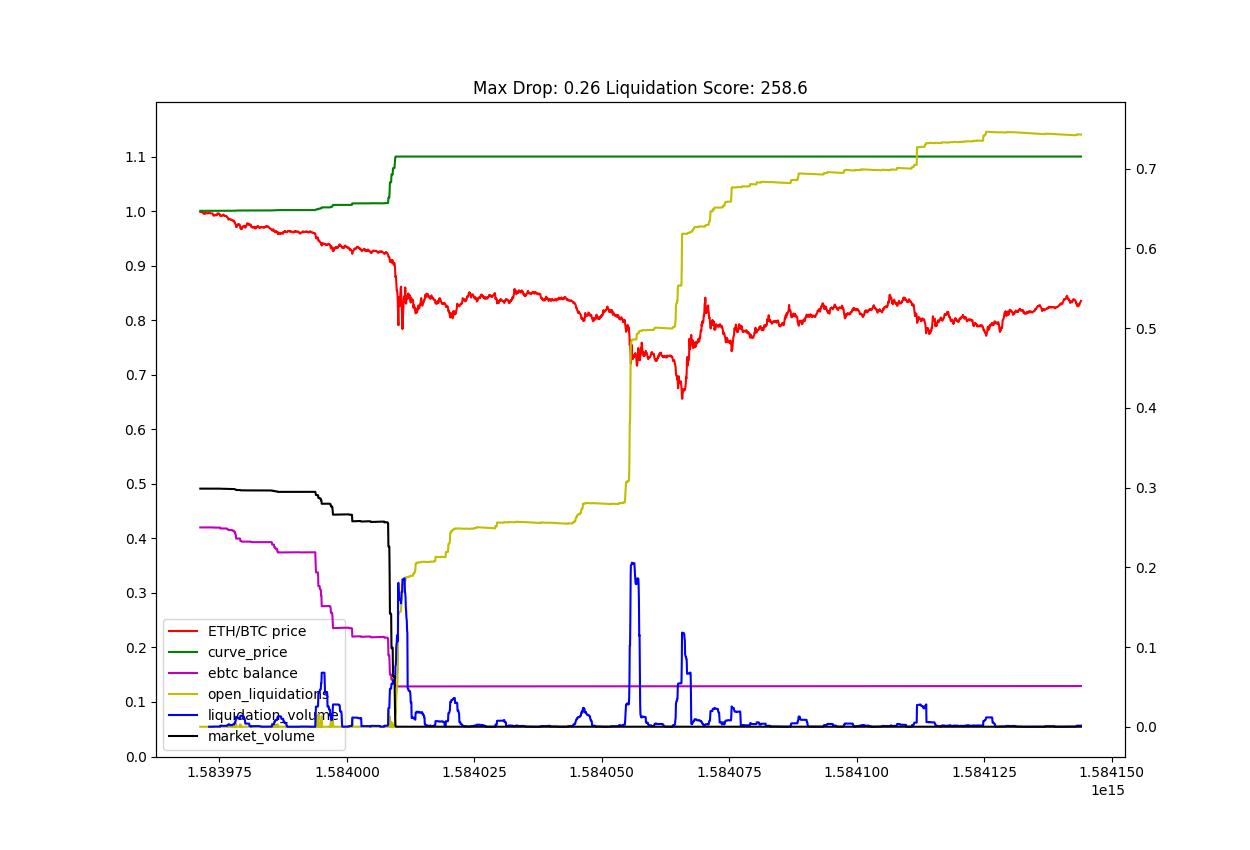 Max Drop: 0.26 Liquidation Score: 258.6
1.1
1.0
0.9
0.8
0.7
0.6
0.5
0.4
0.3
0.2
0.1
0.0
0.7
0.6
0.5
0.4
0.3
0.2
0.1
0.0
ETH/BTC price
curve_price
ebtc balance
open_liquidations
liquidation_volume
market_volume
1.583975 1.584000 1.584025 1.584050 1.584075 1.584100 1.584125 1.584150
1e15